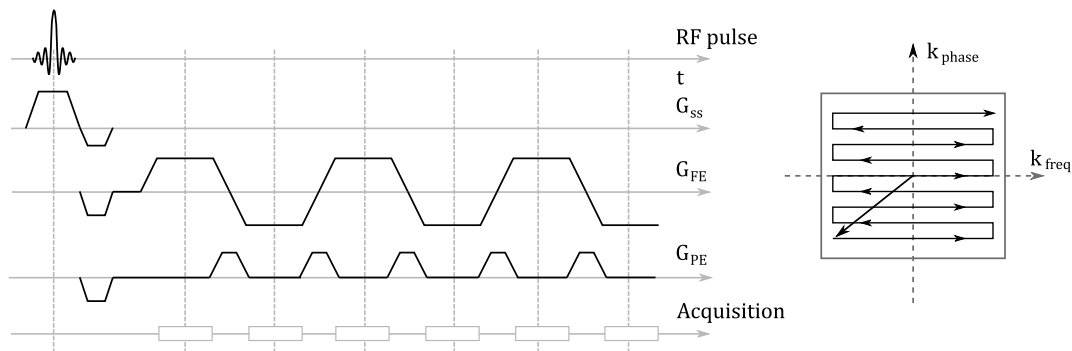 RF pulse
t
G_ss
G_FE
G_PE
Acquisition
k_phase
k_freq